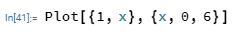 In[41]:= Plot[{1, x}, {x, 0, 6}]